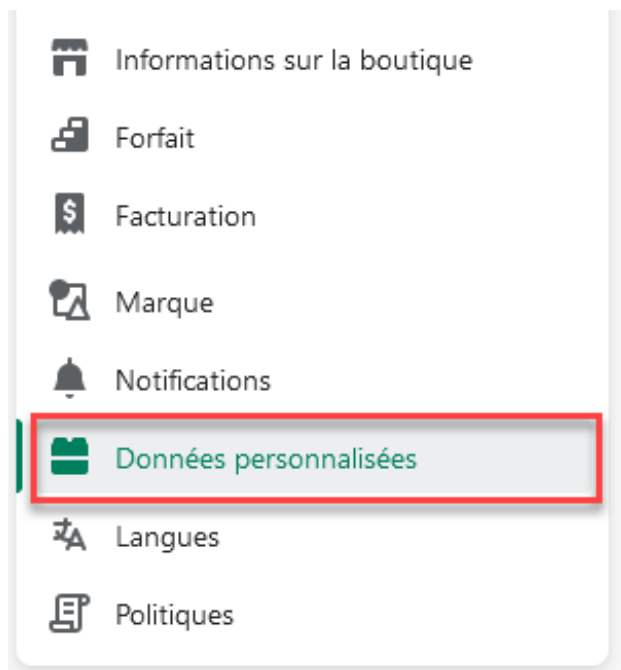 Informations sur la boutique
Forfait
$
Facturation
Marque
Notifications
Données personnalisées
Langues
Politiques